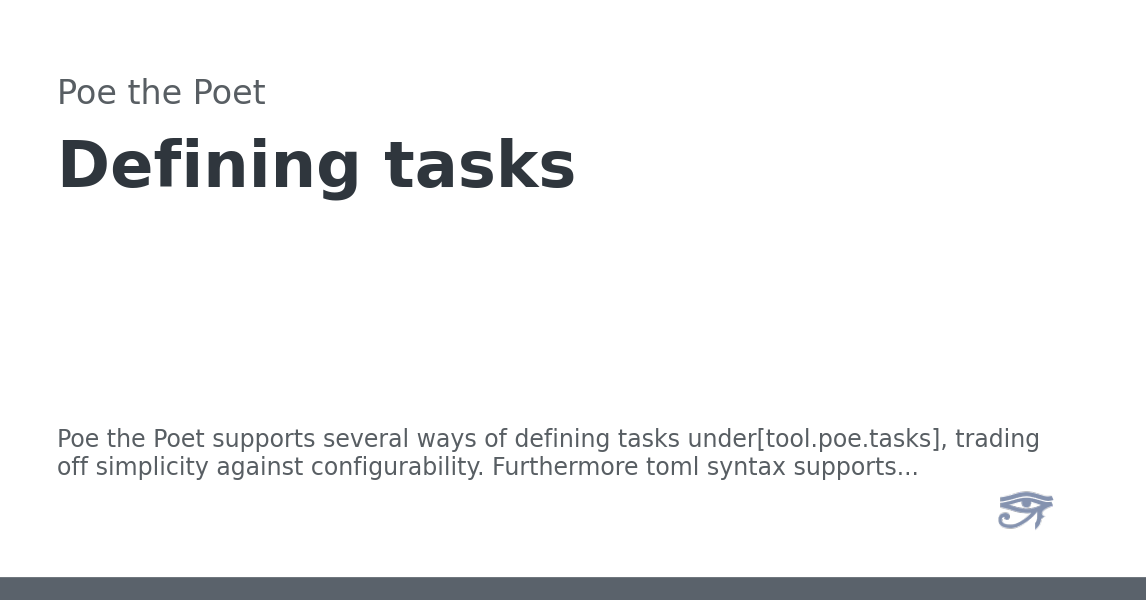 Poe the Poet
Defining tasks
Poe the Poet supports several ways of defining tasks under[tool.poe.tasks], trading
off simplicity against configurability. Furthermore toml syntax supports...